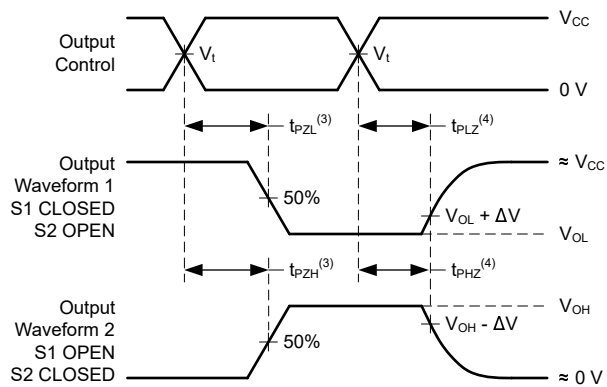 V_CC
Output
Control
V_t
V_t
0 V
t_PZL^(3)
t_PLZ^(4)
Output
Waveform 1
S1 CLOSED
S2 OPEN
≈ V_CC
50%
V_OL + ΔV
V_OL
t_PZH^(3)
t_PHZ^(4)
Output
Waveform 2
S1 OPEN
S2 CLOSED
V_OH
V_OH - ΔV
50%
≈ 0 V